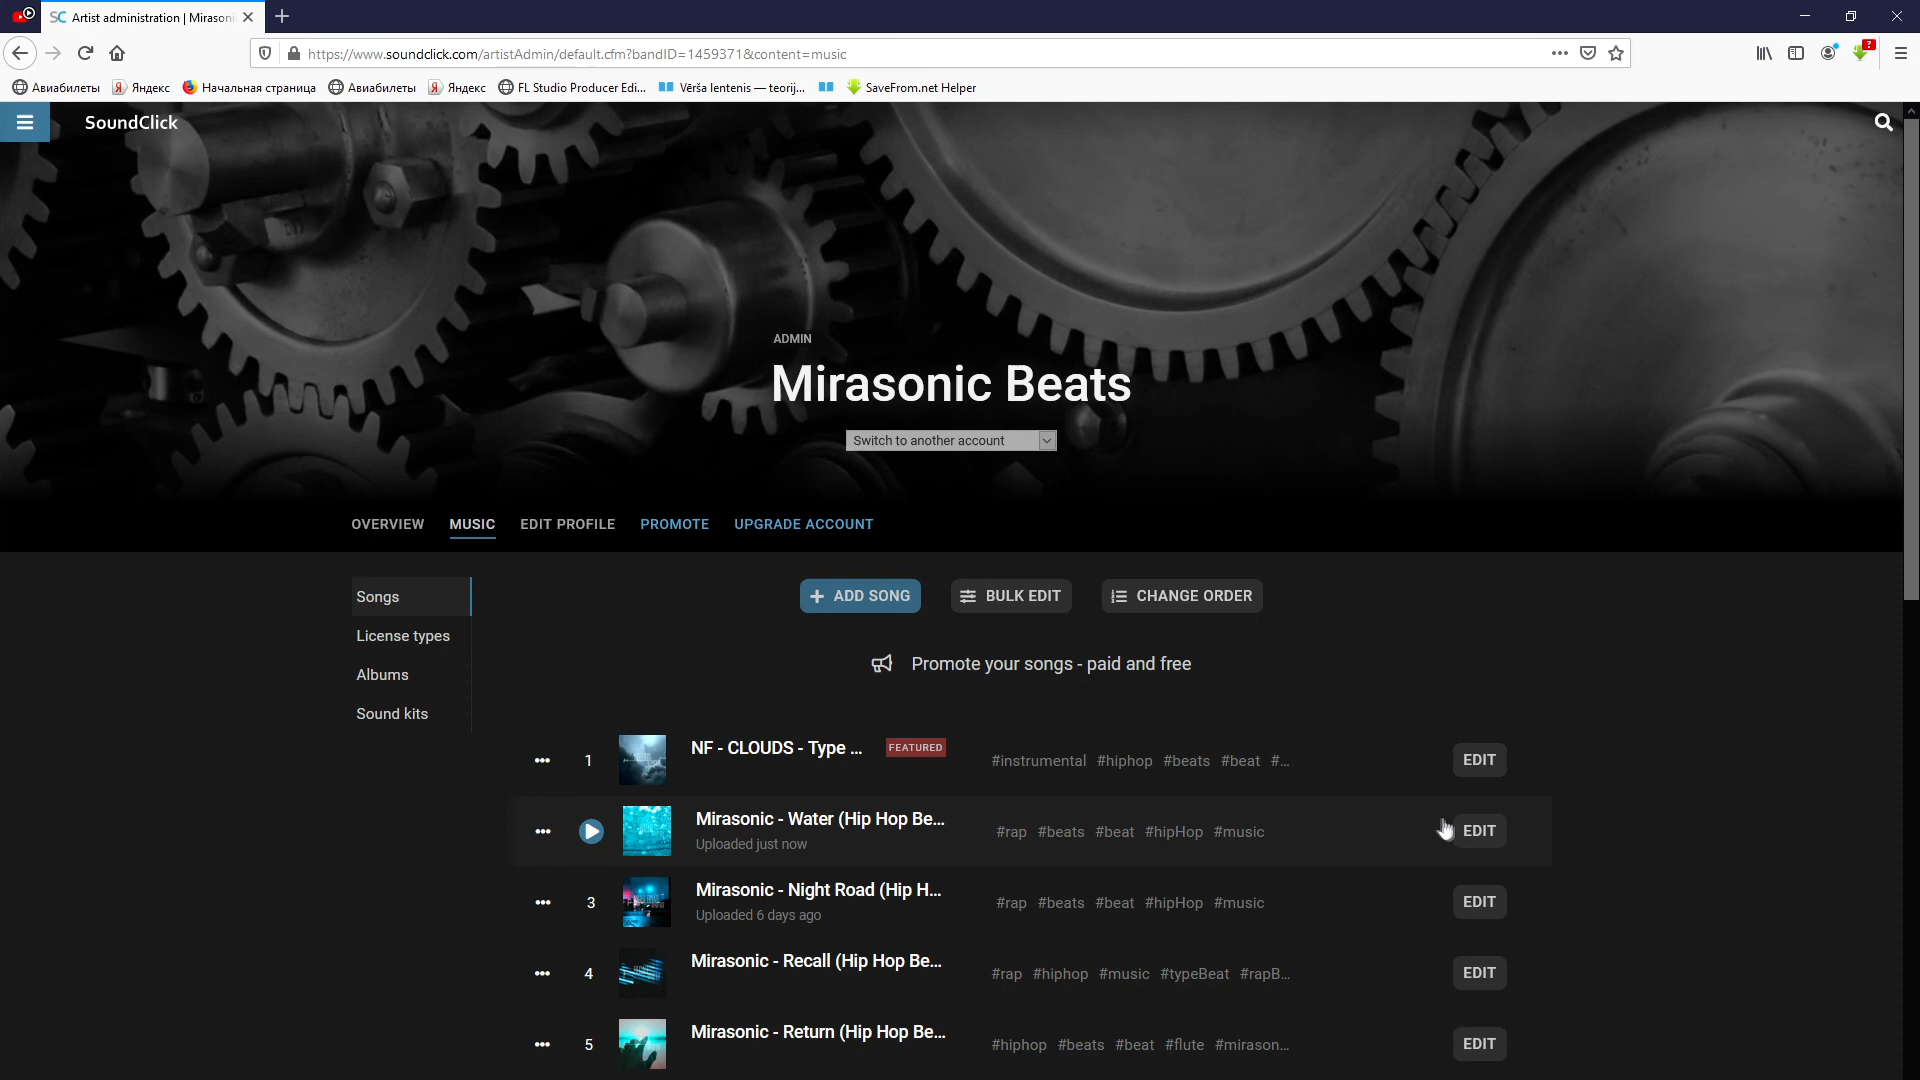 Artist administration | Mirasoni
https://www.soundclick.com/artistAdmin/default.cfm?bandID=1459371&content=music
Авиабилеты
Яндекс
Начальная страница
Авиабилеты
Яндекс
FL Studio Producer Edi...
Vērša lentenis — teorij...
SaveFrom.net Helper
SoundClick
ADMIN
Mirasonic Beats
Switch to another account
OVERVIEW
MUSIC
EDIT PROFILE
PROMOTE
UPGRADE ACCOUNT
Songs
License types
Albums
Sound kits
+ ADD SONG
BULK EDIT
CHANGE ORDER
Promote your songs - paid and free
1
NF - CLOUDS - Type ...
FEATURED
#instrumental #hiphop #beats #beat #...
EDIT
Mirasonic - Water (Hip Hop Be...
Uploaded just now
#rap #beats #beat #hipHop #music
EDIT
3
Mirasonic - Night Road (Hip H...
Uploaded 6 days ago
#rap #beats #beat #hipHop #music
EDIT
4
Mirasonic - Recall (Hip Hop Be...
#rap #hiphop #music #typeBeat #rapB...
EDIT
5
Mirasonic - Return (Hip Hop Be...
#hiphop #beats #beat #flute #mirason...
EDIT